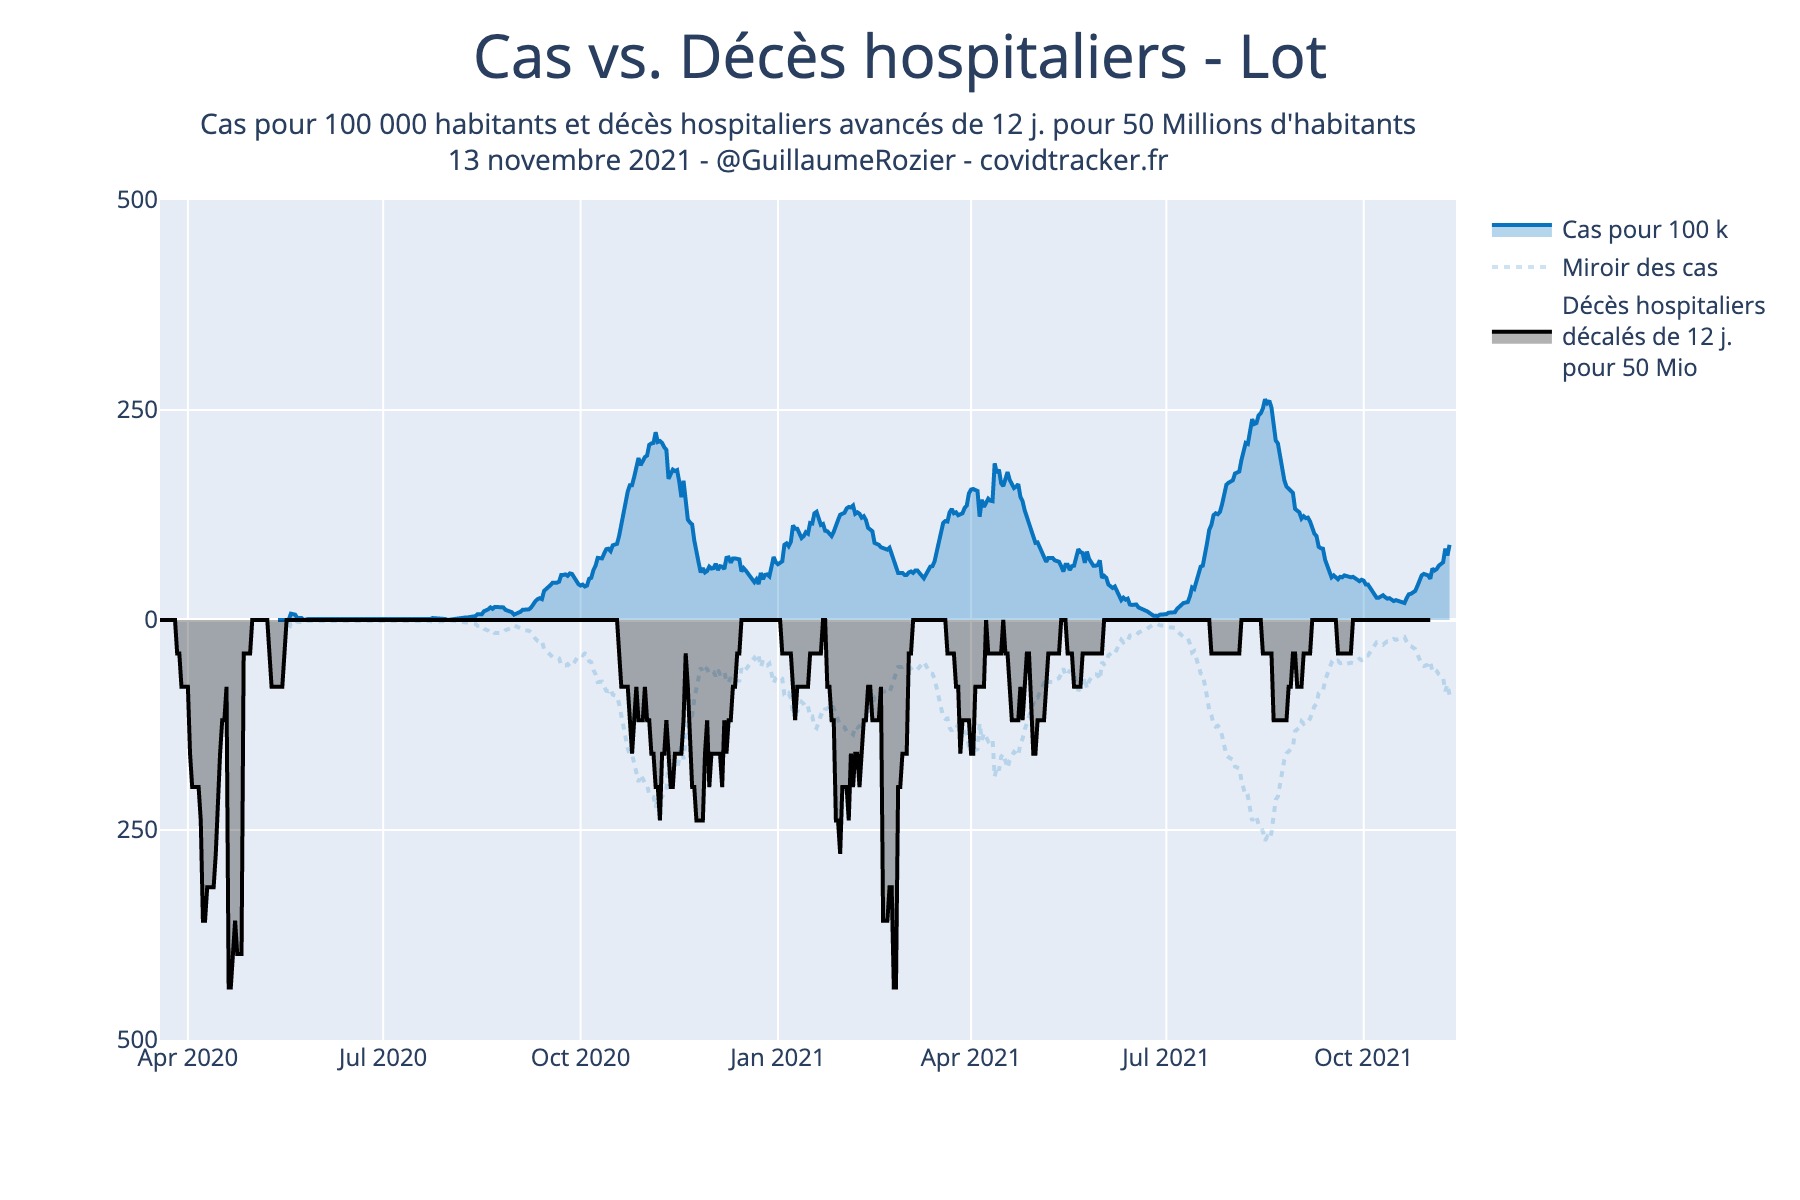 Cas vs. Décès hospitaliers - Lot
Cas pour 100 000 habitants et décès hospitaliers avancés de 12 j. pour 50 Millions d'habitants
13 novembre 2021 - @GuillaumeRozier - covidtracker.fr
500
250
0
250
500
Apr 2020
Jul 2020
Oct 2020
Jan 2021
Apr 2021
Jul 2021
Oct 2021
Cas pour 100 k
Miroir des cas
Décès hospitaliers
décalés de 12 j.
pour 50 Mio